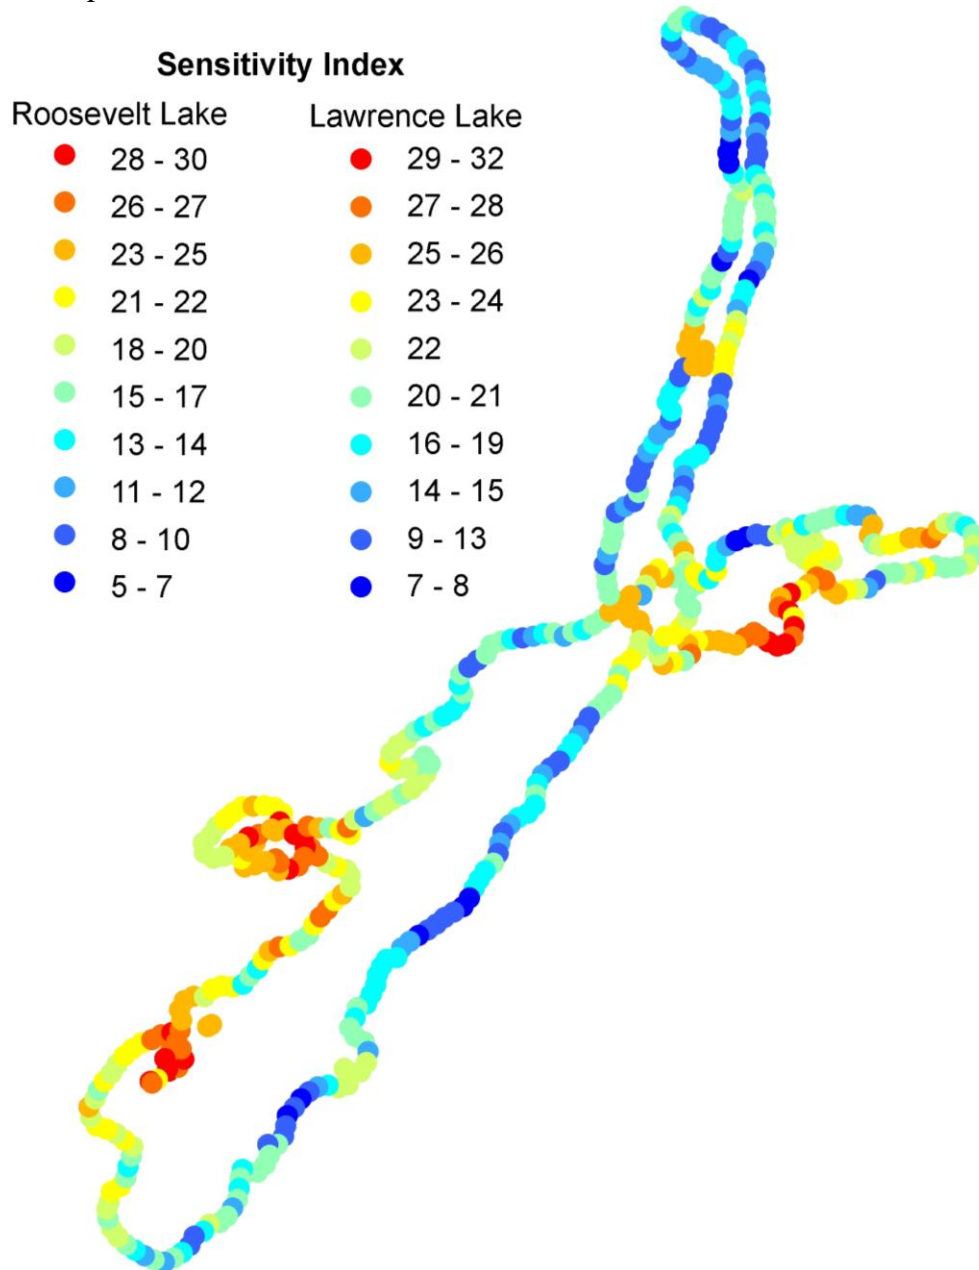 Sensitivity Index
Roosevelt Lake Lawrence Lake
28 - 30 29 - 32
26 - 27 27 - 28
23 - 25 25 - 26
21 - 22 23 - 24
18 - 20 22
15 - 17 20 - 21
13 - 14 16 - 19
11 - 12 14 - 15
8 - 10 9 - 13
5 - 7 7 - 8